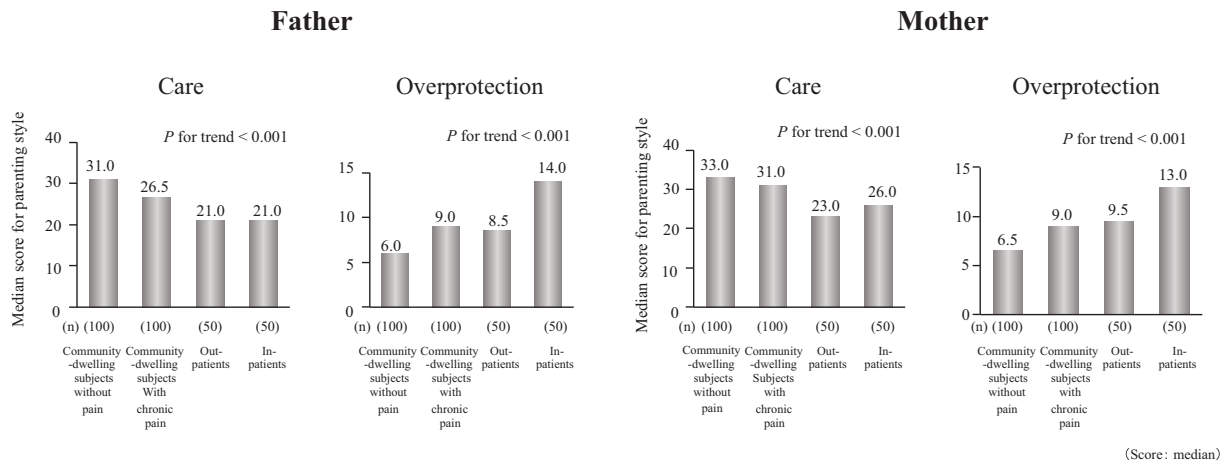 Father
Mother
Care
Overprotection
Care
Overprotection
Median score for parenting style
P for trend < 0.001
40
30
20
10
0
31.0
26.5
21.0
21.0
(n) (100)
(100)
(50)
(50)
Community
-dwelling
subjects
without
pain
Community
-dwelling
subjects
With
chronic
pain
Out-
patients
In-
patients
P for trend < 0.001
15
10
5
0
6.0
9.0
8.5
14.0
(n) (100)
(100)
(50)
(50)
Community
-dwelling
subjects
without
pain
Community
-dwelling
subjects
with
chronic
pain
Out-
patients
In-
patients
Median score for parenting style
P for trend < 0.001
40
30
20
10
0
33.0
31.0
23.0
26.0
(n) (100)
(100)
(50)
(50)
Community
-dwelling
subjects
without
pain
Community
-dwelling
Subjects
with
chronic
pain
Out-
patients
In-
patients
P for trend < 0.001
15
10
5
0
6.5
9.0
9.5
13.0
(n) (100)
(100)
(50)
(50)
Community
-dwelling
subjects
without
pain
Community
-dwelling
subjects
with
chronic
pain
Out-
patients
In-
patients
(Score: median)